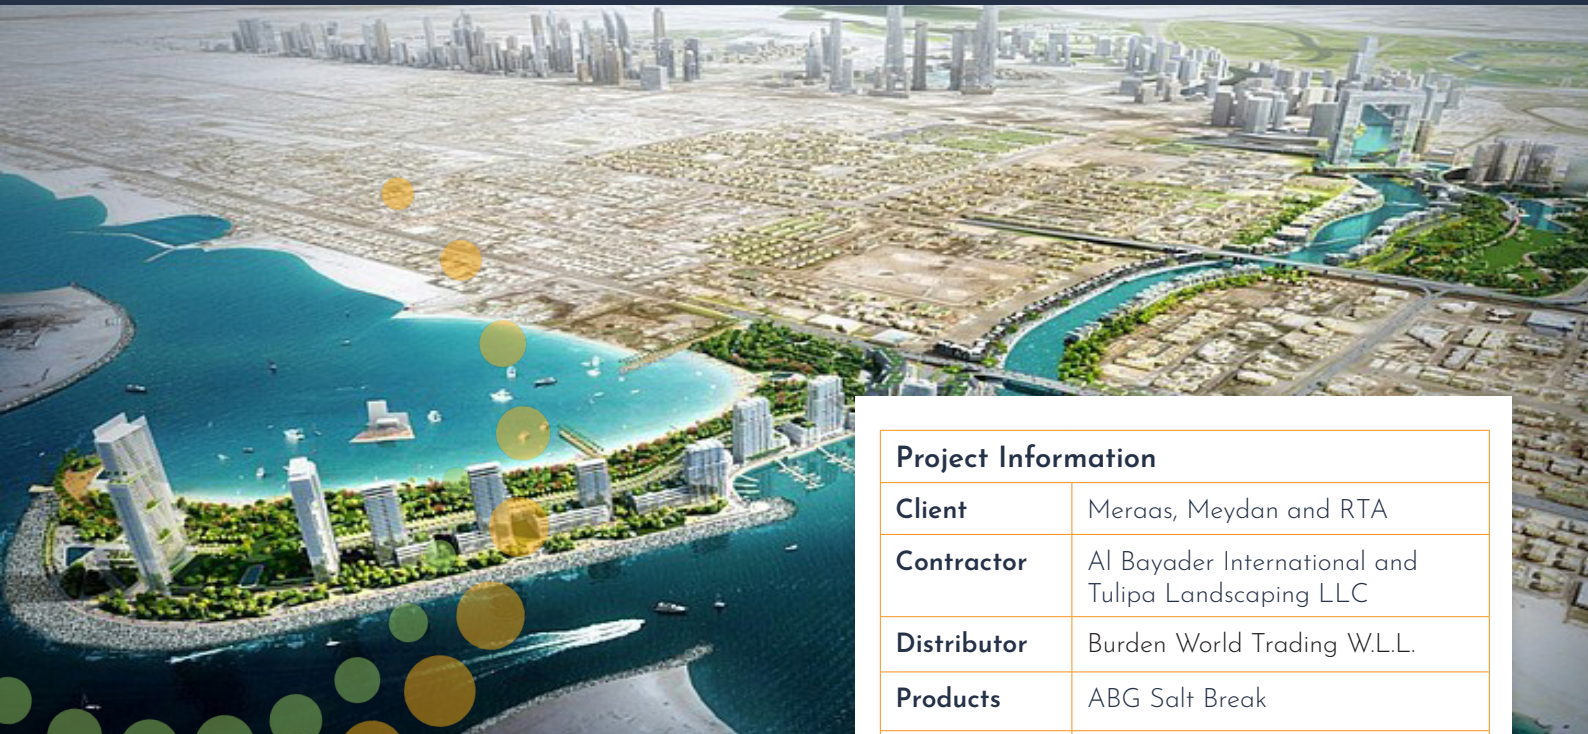 Project Information
Client Meraas, Meydan and RTA
Contractor Al Bayader International and
Tulipa Landscaping LLC
Distributor Burden World Trading W.L.L.
Products ABG Salt Break